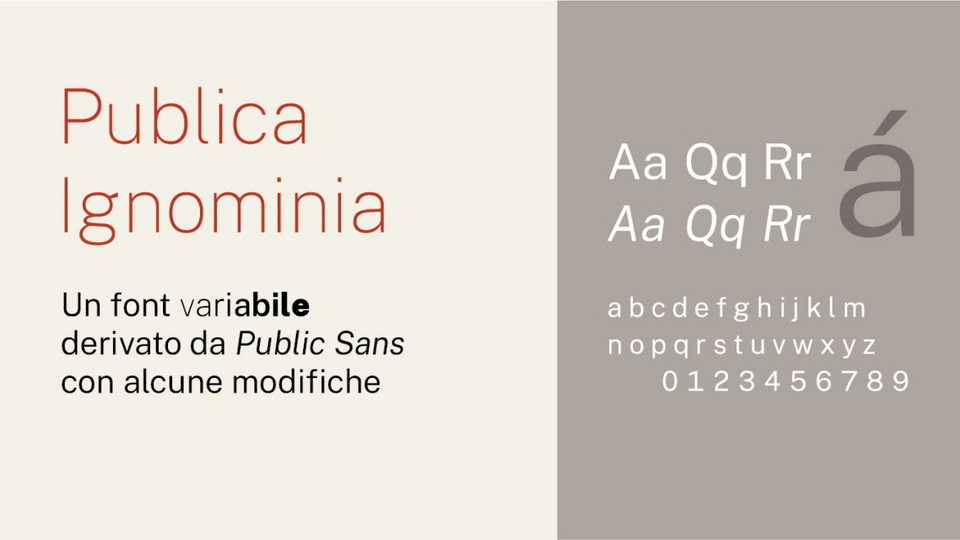 Publica
Ignominia
Un font variabile
derivato da Public Sans
con alcune modifiche
Aa Qq Rr
Aa Qq Rr
á
a b c d e f g h i j k l m
n o p q r s t u v w x y z
0 1 2 3 4 5 6 7 8 9